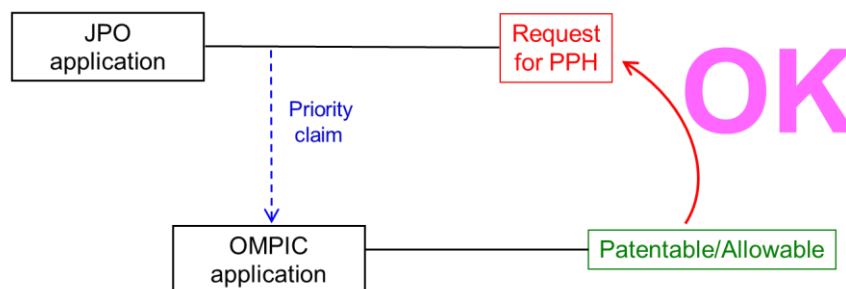 JPO
application
Request
for PPH
OK
Priority
claim
OMPIC
application
Patentable/Allowable